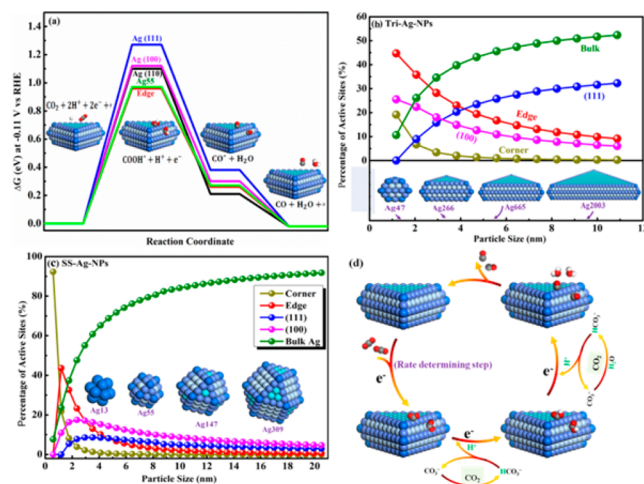 (a)
Ag (111)
Ag (100)
Ag (110)
Ag55
Edge
CO₂ + 2H⁺ + 2e⁻ +
COOH* + H⁺ + e⁻
CO* + H₂O
CO + H₂O +
ΔG (eV) at -0.11 V vs RHE
1.4
1.2
1.0
0.8
0.6
0.4
0.2
0.0
Reaction Coordinate
(b) Tri-Ag-NPs
Bulk
(111)
Edge
(100)
Corner
Ag47
Ag266
Ag665
Ag2003
Percentage of Active Sites (%)
60
50
40
30
20
10
0
0 2 4 6 8 10
Particle Size (nm)
(c) SS-Ag-NPs
Corner
Edge
(111)
(100)
Bulk Ag
Ag13
Ag55
Ag147
Ag309
Percentage of Active Sites (%)
100
80
60
40
20
0
0 2 4 6 8 10 12 14 16 18 20
Particle Size (nm)
(d)
(Rate determining step)
e⁻
e⁻
H⁺
CO₃⁻
CO₂
HCO₃⁻
e⁻
H⁺
HCO₃⁻
CO₂
H₂O
CO₃⁻